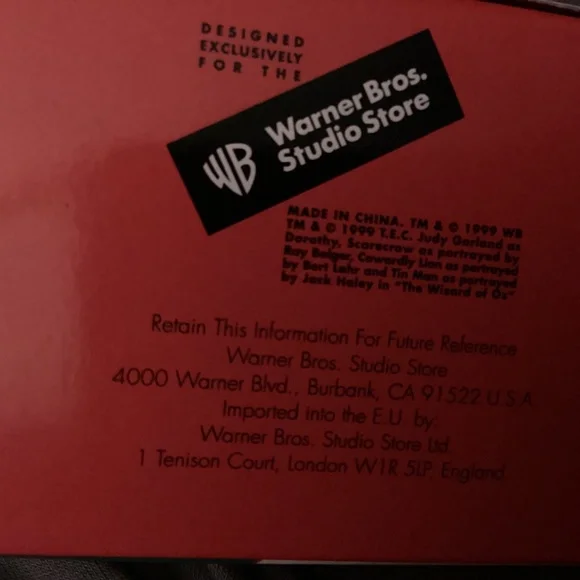 DESIGNED
EXCLUSIVELY
FOR THE
WB
Warner Bros.
Studio Store
MADE IN CHINA. TM & © 1999 WB
TM & © 1999 T.E.C. Judy Garland as
Dorothy, Scarecrow as portrayed by
Ray Bolger, Cowardly Lion as portrayed
by Bert Lahr and Tin Man as portrayed
by Jack Haley in "The Wizard of Oz"
Retain This Information For Future Reference
Warner Bros. Studio Store
4000 Warner Blvd., Burbank, CA 91522 U.S.A.
Imported into the E.U. by:
Warner Bros. Studio Store Ltd.
1 Tenison Court, London W1R 5LP England